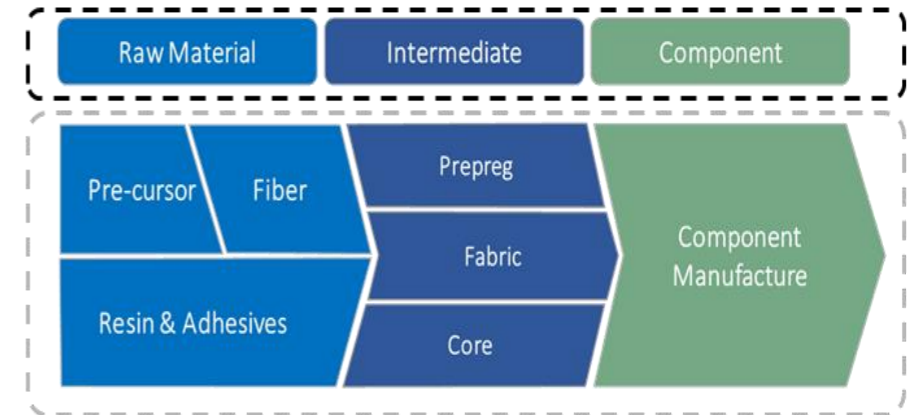 Raw Material
Intermediate
Component
Pre-cursor
Fiber
Resin & Adhesives
Prepreg
Fabric
Core
Component
Manufacture